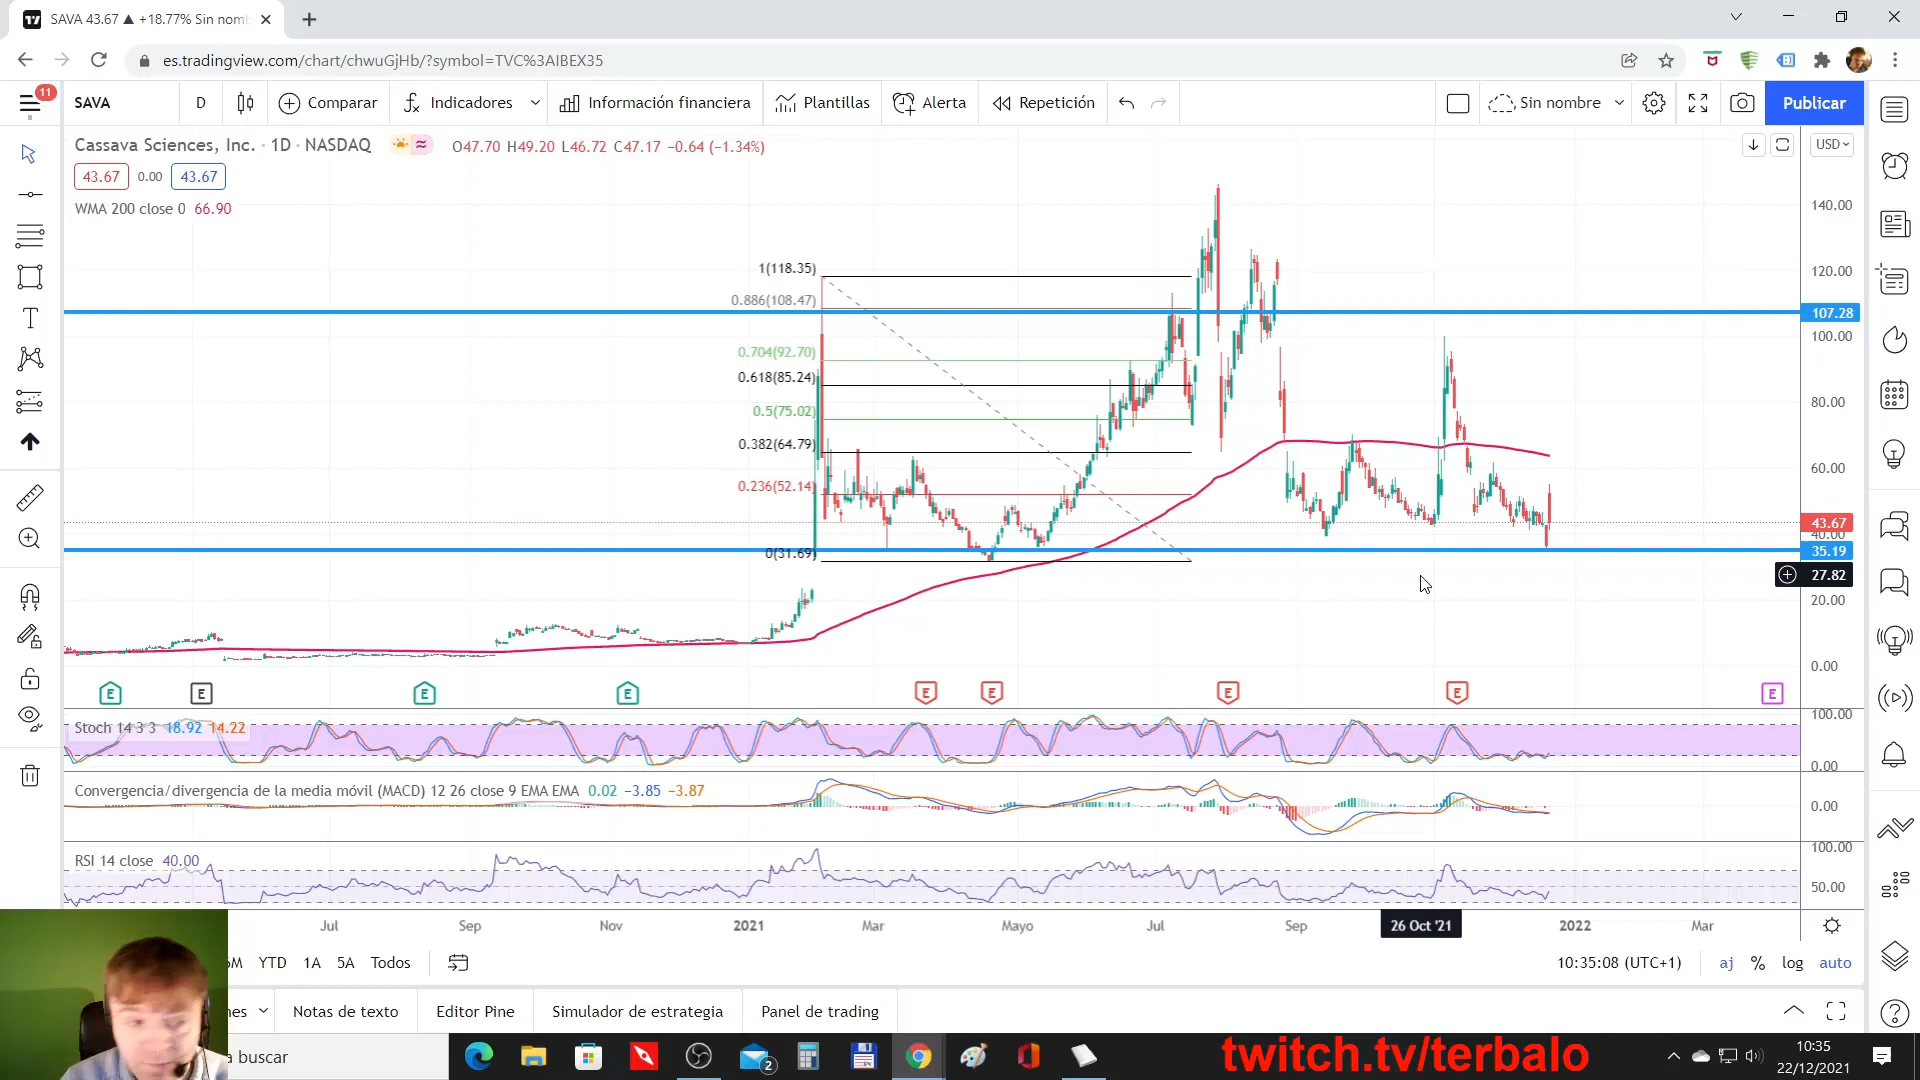 SAVA 43.67 ▲ +18.77% Sin nomb
es.tradingview.com/chart/chwuGjHb/?symbol=TVC%3AIBEX35
11
SAVA
D
Comparar
Indicadores
Información financiera
Plantillas
Alerta
Repetición
Sin nombre
Publicar
Cassava Sciences, Inc. · 1D · NASDAQ
O47.70 H49.20 L46.72 C47.17 −0.64 (−1.34%)
USD
43.67 0.00 43.67
WMA 200 close 0 66.90
140.00
120.00
107.28
100.00
80.00
60.00
43.67
40.00
35.19
27.82
20.00
0.00
1(118.35)
0.886(108.47)
0.704(92.70)
0.618(85.24)
0.5(75.02)
0.382(64.79)
0.236(52.14)
0(31.69)
E E E E E E E E E
Stoch 14 3 3 18.92 14.22
100.00
0.00
Convergencia/divergencia de la media móvil (MACD) 12 26 close 9 EMA EMA 0.02 −3.85 −3.87
0.00
RSI 14 close 40.00
100.00
50.00
Jul Sep Nov 2021 Mar Mayo Jul Sep 26 Oct '21 2022 Mar
YTD 1A 5A Todos
10:35:08 (UTC+1) aj % log auto
nes
Notas de texto
Editor Pine
Simulador de estrategia
Panel de trading
a buscar
2
twitch.tv/terbalo
10:35
22/12/2021